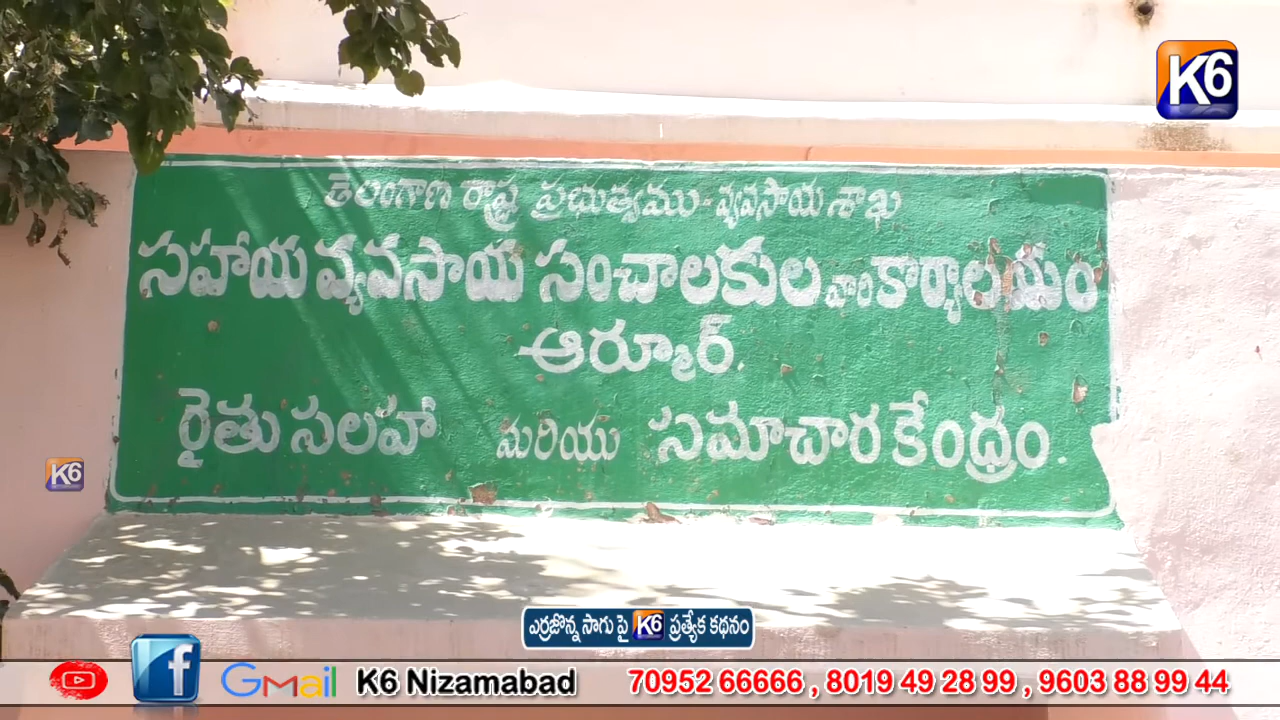 K6
తెలంగాణ రాష్ట్ర ప్రభుత్వము - వ్యవసాయ శాఖ
సహాయ వ్యవసాయ సంచాలకుల వారి కార్యాలయం
ఆర్మూర్.
రైతు సలహా మరియు సమాచార కేంద్రం.
K6
ఎర్రజొన్న సాగు పై K6 ప్రత్యేక కథనం
f Gmail K6 Nizamabad 70952 66666 , 8019 49 28 99 , 9603 88 99 44